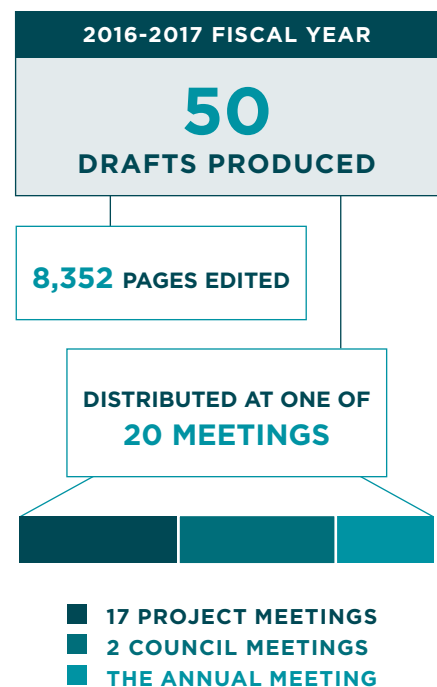 2016-2017 FISCAL YEAR
50
DRAFTS PRODUCED
8,352 PAGES EDITED
DISTRIBUTED AT ONE OF
20 MEETINGS
17 PROJECT MEETINGS
2 COUNCIL MEETINGS
THE ANNUAL MEETING